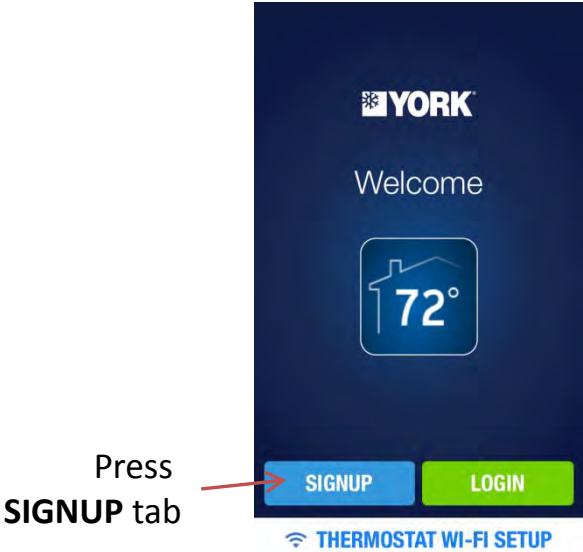 YORK
Welcome
72°
Press
SIGNUP tab
SIGNUP
LOGIN
THERMOSTAT WI-FI SETUP